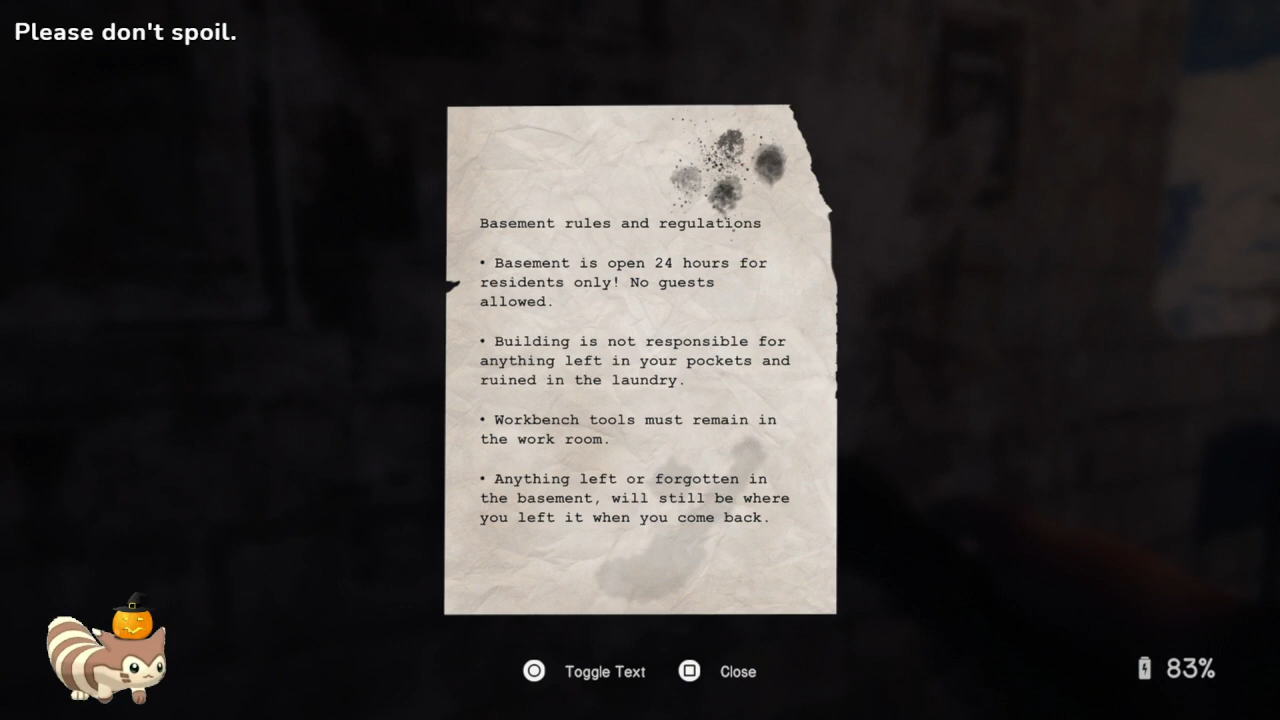 Please don't spoil.
Basement rules and regulations
• Basement is open 24 hours for
residents only! No guests
allowed.
• Building is not responsible for
anything left in your pockets and
ruined in the laundry.
• Workbench tools must remain in
the work room.
• Anything left or forgotten in
the basement, will still be where
you left it when you come back.
Toggle Text
Close
83%